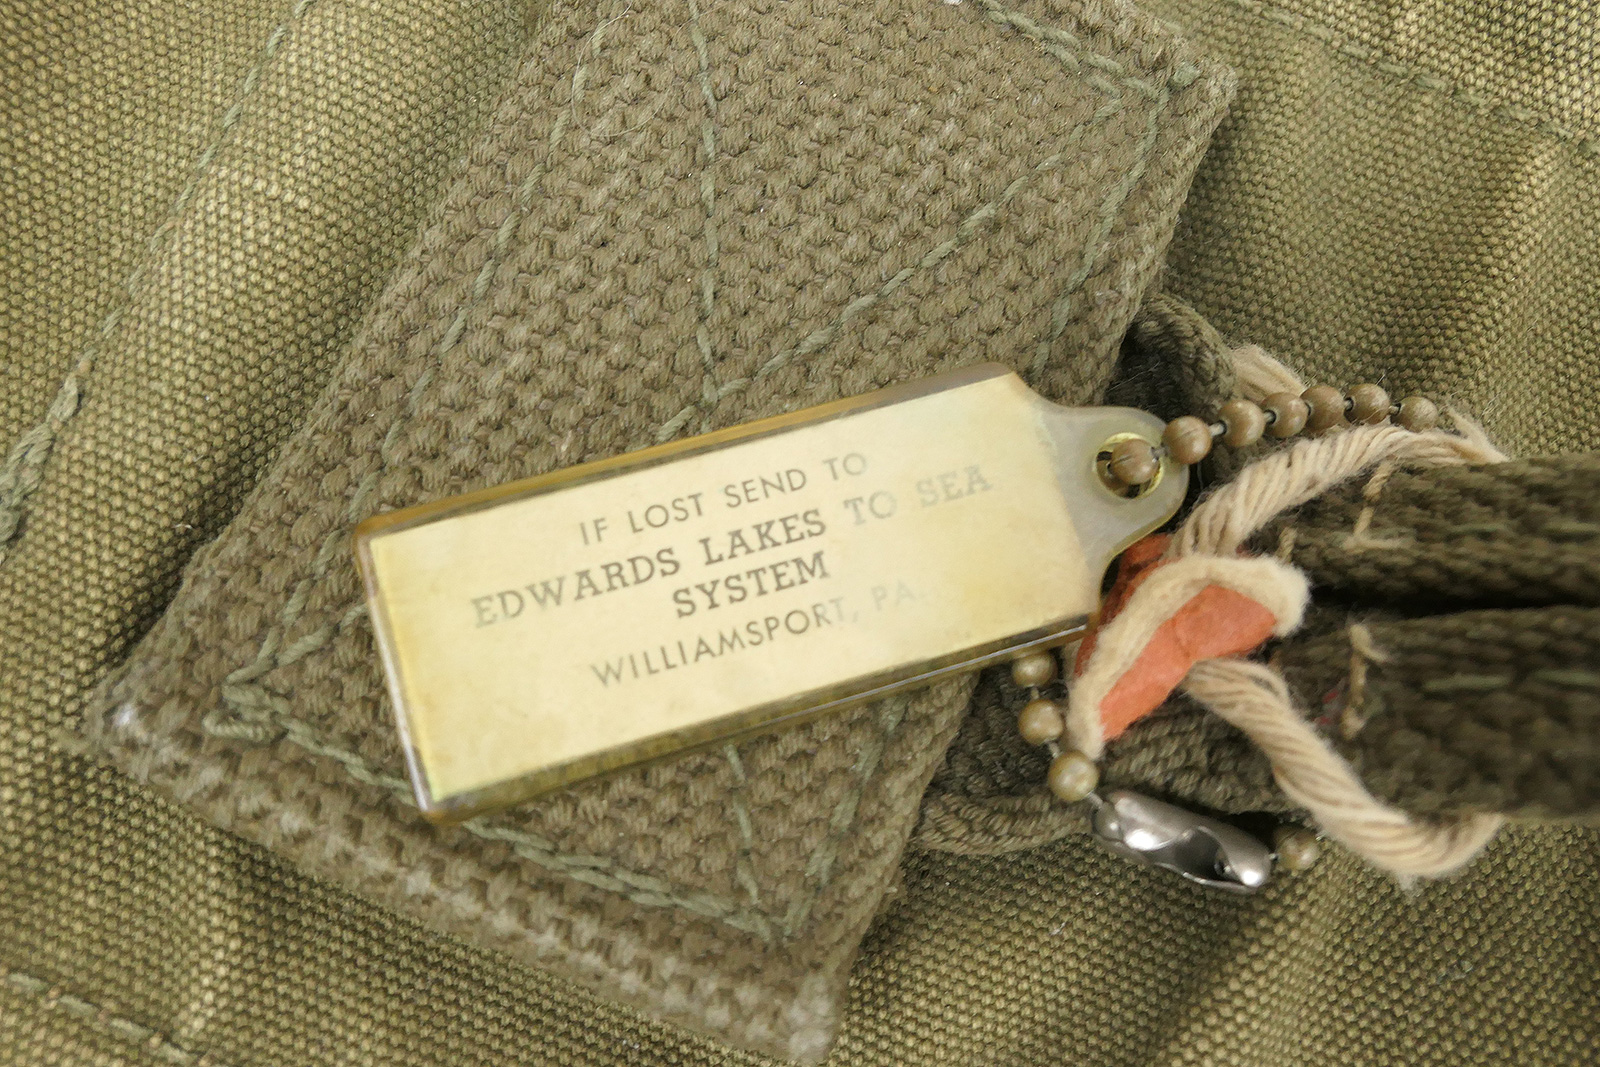 IF LOST SEND TO
EDWARDS LAKES TO SEA
SYSTEM
WILLIAMSPORT, PA.